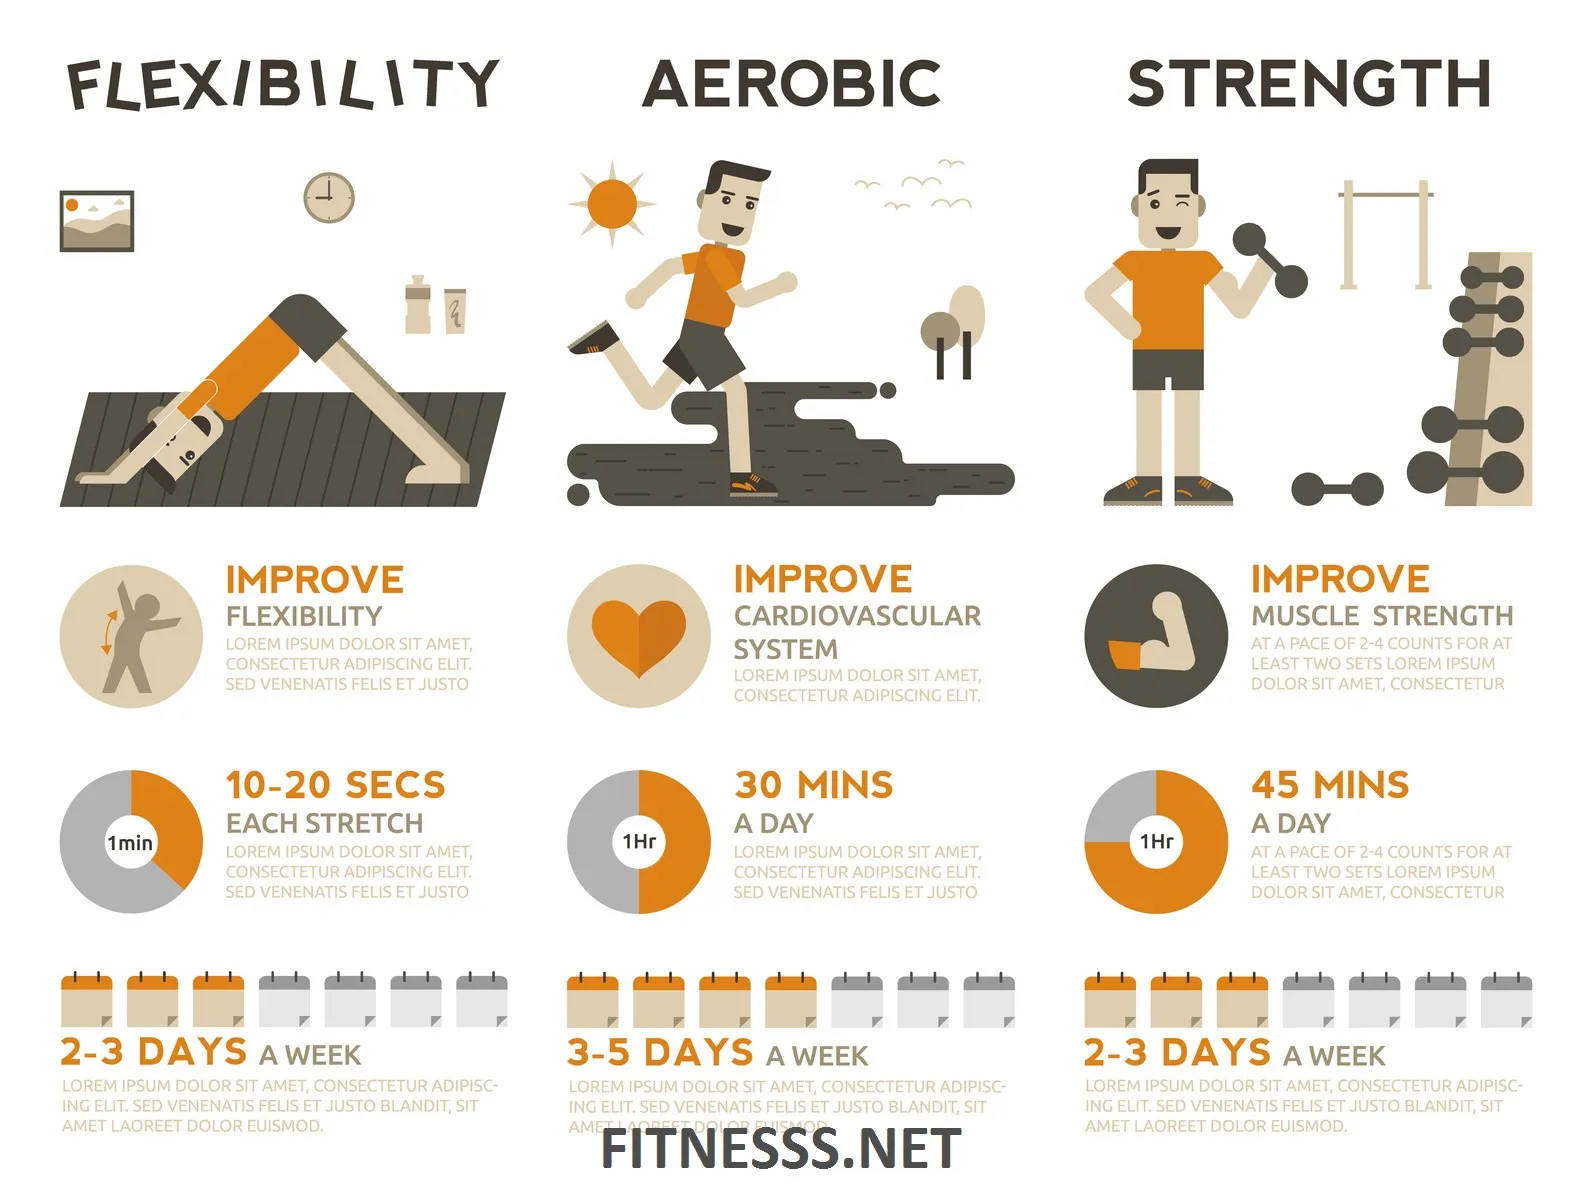 FLEXIBILITY
AEROBIC
STRENGTH
IMPROVE
FLEXIBILITY
LOREM IPSUM DOLOR SIT AMET,
CONSECTETUR ADIPISCING ELIT.
SED VENENATIS FELIS ET JUSTO
IMPROVE
CARDIOVASCULAR
SYSTEM
LOREM IPSUM DOLOR SIT AMET,
CONSECTETUR ADIPISCING ELIT.
IMPROVE
MUSCLE STRENGTH
AT A PACE OF 2-4 COUNTS FOR AT
LEAST TWO SETS LOREM IPSUM
DOLOR SIT AMET, CONSECTETUR
1min
10-20 SECS
EACH STRETCH
LOREM IPSUM DOLOR SIT AMET,
CONSECTETUR ADIPISCING ELIT.
SED VENENATIS FELIS ET JUSTO
1Hr
30 MINS
A DAY
LOREM IPSUM DOLOR SIT AMET,
CONSECTETUR ADIPISCING ELIT.
SED VENENATIS FELIS ET JUSTO
1Hr
45 MINS
A DAY
AT A PACE OF 2-4 COUNTS FOR AT
LEAST TWO SETS LOREM IPSUM
DOLOR SIT AMET, CONSECTETUR
2-3 DAYS A WEEK
LOREM IPSUM DOLOR SIT AMET, CONSECTETUR ADIPISC-
ING ELIT. SED VENENATIS FELIS ET JUSTO BLANDIT, SIT
AMET LAOREET DOLOR EUISMOD.
3-5 DAYS A WEEK
LOREM IPSUM DOLOR SIT AMET, CONSECTETUR ADIPISC-
ING ELIT. SED VENENATIS FELIS ET JUSTO BLANDIT, SIT
AMET LAOREET DOLOR EUISMOD.
2-3 DAYS A WEEK
LOREM IPSUM DOLOR SIT AMET, CONSECTETUR ADIPISC-
ING ELIT. SED VENENATIS FELIS ET JUSTO BLANDIT, SIT
AMET LAOREET DOLOR EUISMOD.
FITNESSS.NET